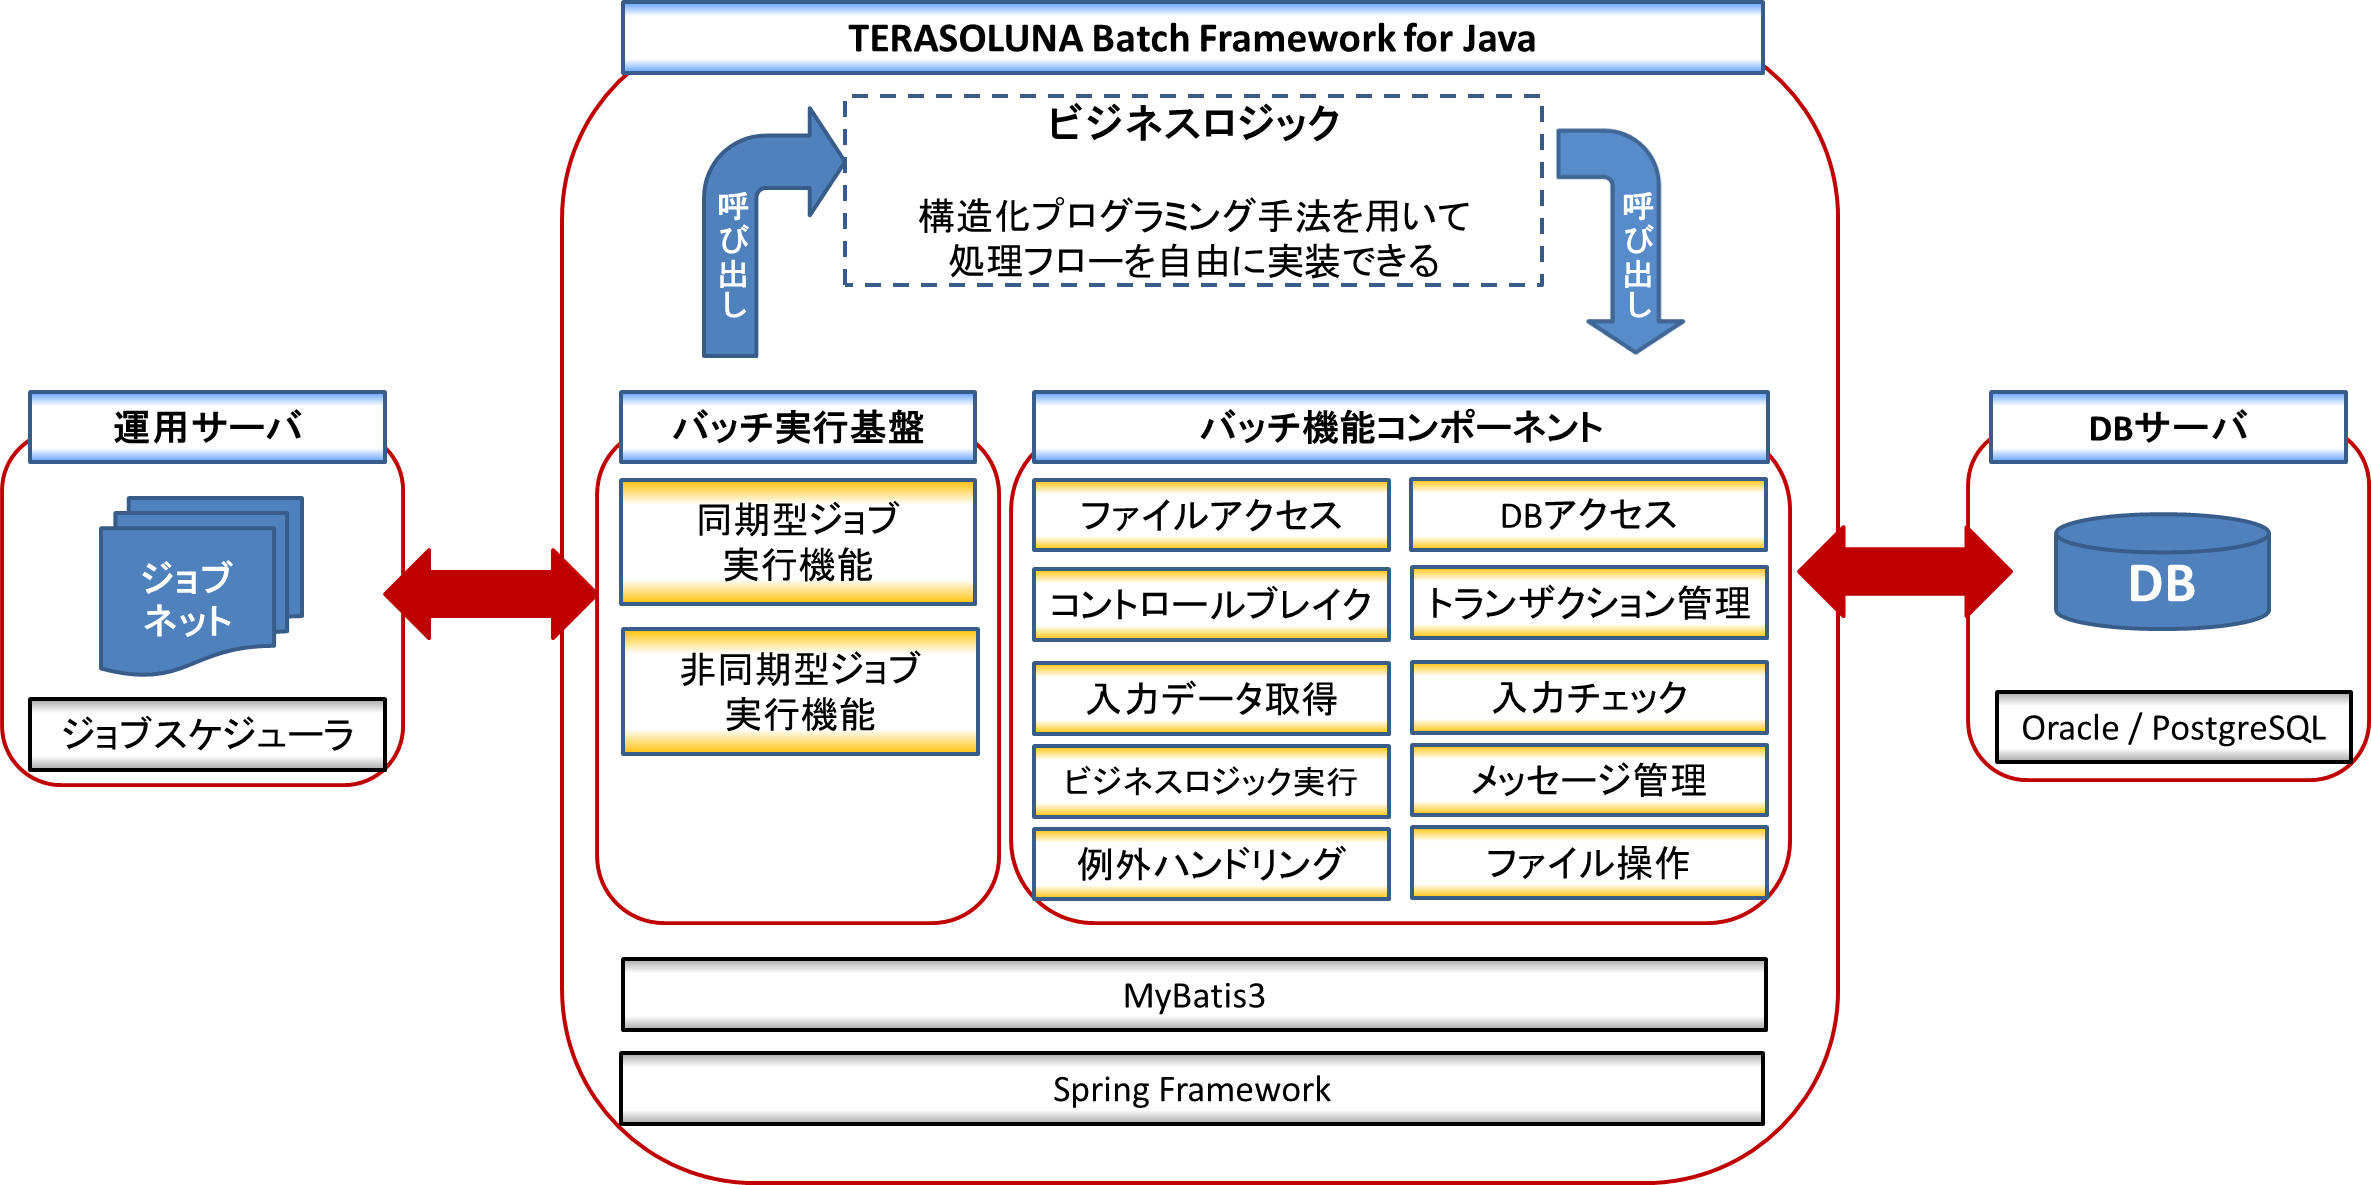 TERASOLUNA Batch Framework for Java
ビジネスロジック
構造化プログラミング手法を用いて
処理フローを自由に実装できる
呼び出し
呼び出し
運用サーバ
ジョブ
ネット
ジョブスケジューラ
バッチ実行基盤
同期型ジョブ
実行機能
非同期型ジョブ
実行機能
バッチ機能コンポーネント
ファイルアクセス
DBアクセス
コントロールブレイク
トランザクション管理
入力データ取得
入力チェック
ビジネスロジック実行
メッセージ管理
例外ハンドリング
ファイル操作
DBサーバ
DB
Oracle / PostgreSQL
MyBatis3
Spring Framework